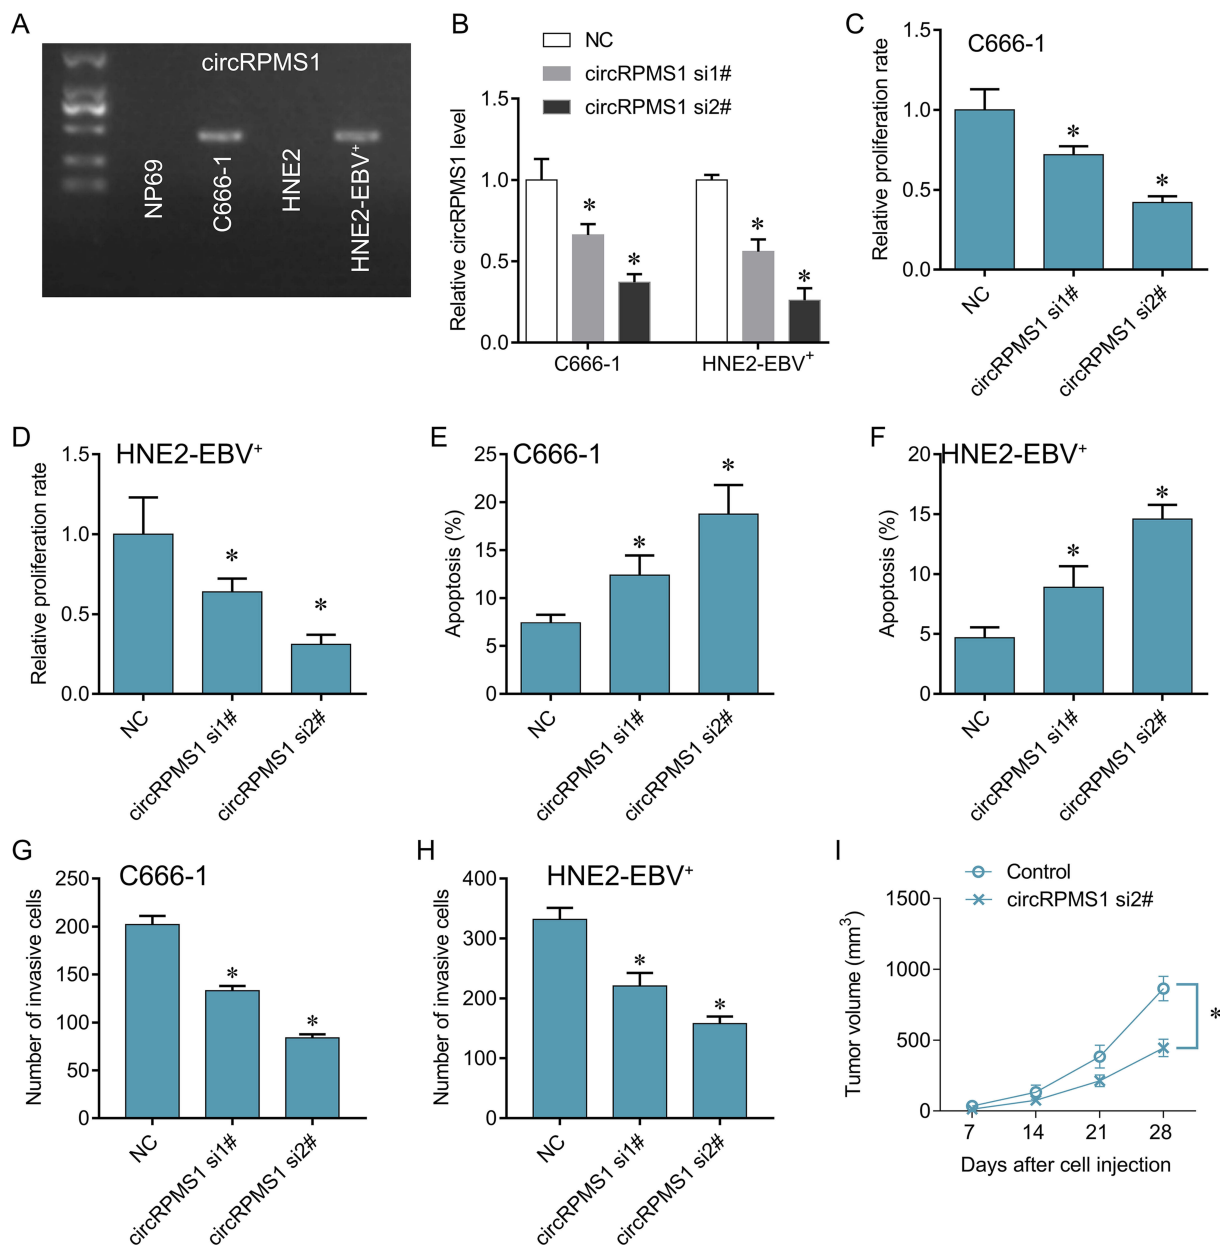 A
circRPMS1
NP69
C666-1
HNE2
HNE2-EBV⁺
B
NC
circRPMS1 si1#
circRPMS1 si2#
Relative circRPMS1 level
1.5
1.0
0.5
0.0
* * * *
C666-1 HNE2-EBV⁺
C
C666-1
Relative proliferation rate
1.5
1.0
0.5
0.0
* *
NC
circRPMS1 si1#
circRPMS1 si2#
D
HNE2-EBV⁺
Relative proliferation rate
1.5
1.0
0.5
0.0
* *
NC
circRPMS1 si1#
circRPMS1 si2#
E
C666-1
Apoptosis (%)
25
20
15
10
5
0
* *
NC
circRPMS1 si1#
circRPMS1 si2#
F
HNE2-EBV⁺
Apoptosis (%)
20
15
10
5
0
* *
NC
circRPMS1 si1#
circRPMS1 si2#
G
C666-1
Number of invasive cells
250
200
150
100
50
0
* *
NC
circRPMS1 si1#
circRPMS1 si2#
H
HNE2-EBV⁺
Number of invasive cells
400
300
200
100
0
* *
NC
circRPMS1 si1#
circRPMS1 si2#
I
Control
circRPMS1 si2#
Tumor volume (mm³)
1500
1000
500
0
*
7 14 21 28
Days after cell injection